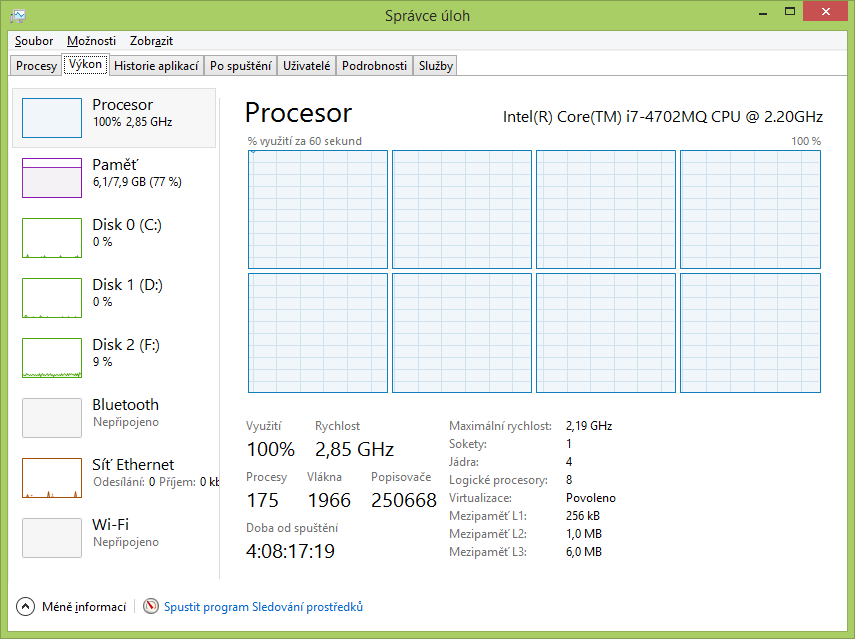 Správce úloh
Soubor Možnosti Zobrazit
Procesy Výkon Historie aplikací Po spuštění Uživatelé Podrobnosti Služby
Procesor
100% 2,85 GHz
Paměť
6,1/7,9 GB (77 %)
Disk 0 (C:)
0 %
Disk 1 (D:)
0 %
Disk 2 (F:)
9 %
Bluetooth
Nepřipojeno
Síť Ethernet
Odesílání: 0 Příjem: 0 kb
Wi-Fi
Nepřipojeno
Procesor Intel(R) Core(TM) i7-4702MQ CPU @ 2.20GHz
% využití za 60 sekund 100 %
Využití Rychlost
100% 2,85 GHz
Procesy Vlákna Popisovače
175 1966 250668
Doba od spuštění
4:08:17:19
Maximální rychlost: 2,19 GHz
Sokety: 1
Jádra: 4
Logické procesory: 8
Virtualizace: Povoleno
Mezipaměť L1: 256 kB
Mezipaměť L2: 1,0 MB
Mezipaměť L3: 6,0 MB
Méně informací Spustit program Sledování prostředků